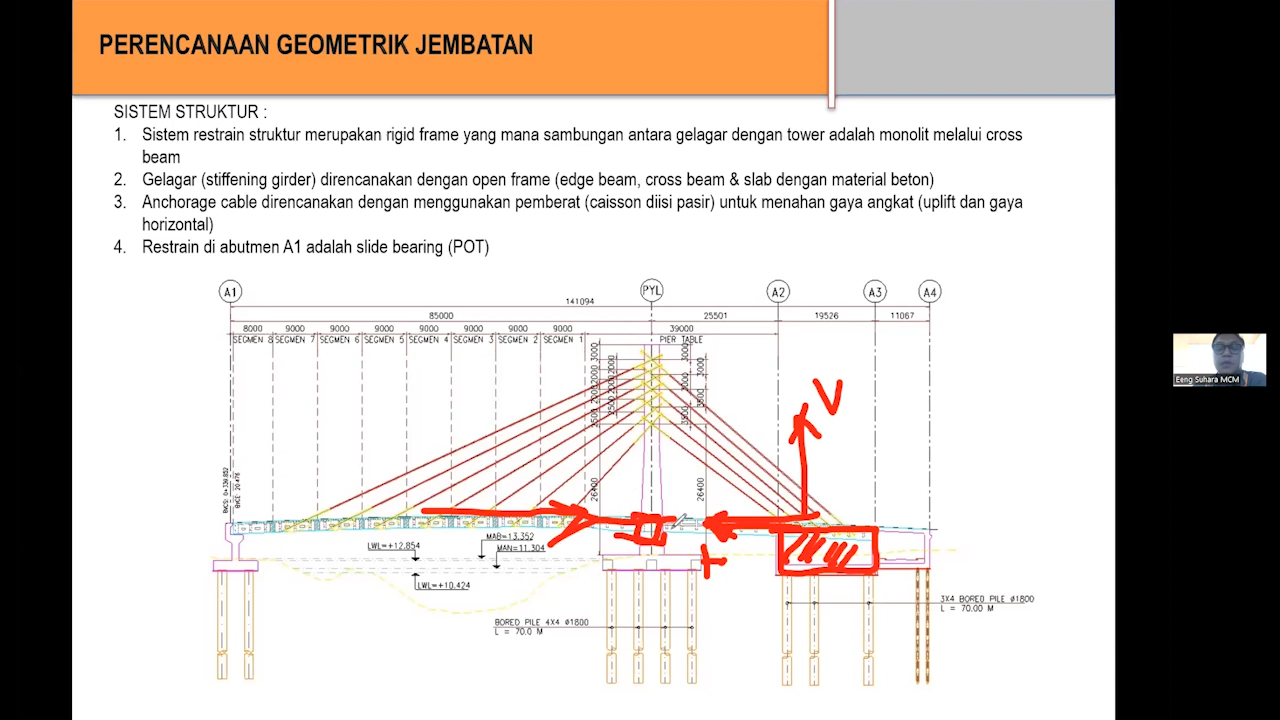 PERENCANAAN GEOMETRIK JEMBATAN
SISTEM STRUKTUR :
1. Sistem restrain struktur merupakan rigid frame yang mana sambungan antara gelagar dengan tower adalah monolit melalui cross
beam
2. Gelagar (stiffening girder) direncanakan dengan open frame (edge beam, cross beam & slab dengan material beton)
3. Anchorage cable direncanakan dengan menggunakan pemberat (caisson diisi pasir) untuk menahan gaya angkat (uplift dan gaya
horizontal)
4. Restrain di abutmen A1 adalah slide bearing (POT)
A1 PYL A2 A3 A4
141094
85000 25501 19526 11067
8000 9000 9000 9000 9000 9000 9000 9000 39000
SEGMEN 8 SEGMEN 7 SEGMEN 6 SEGMEN 5 SEGMEN 4 SEGMEN 3 SEGMEN 2 SEGMEN 1 PIER TABLE
26400 26400
V
Eeng Suhara MCM
MAB=13.352
LWL=+12.854
MAN=11.304
LWL=+10.424
BORED PILE 4X4 Ø1800
L = 70.0 M
3X4 BORED PILE Ø1800
L = 70.00 M